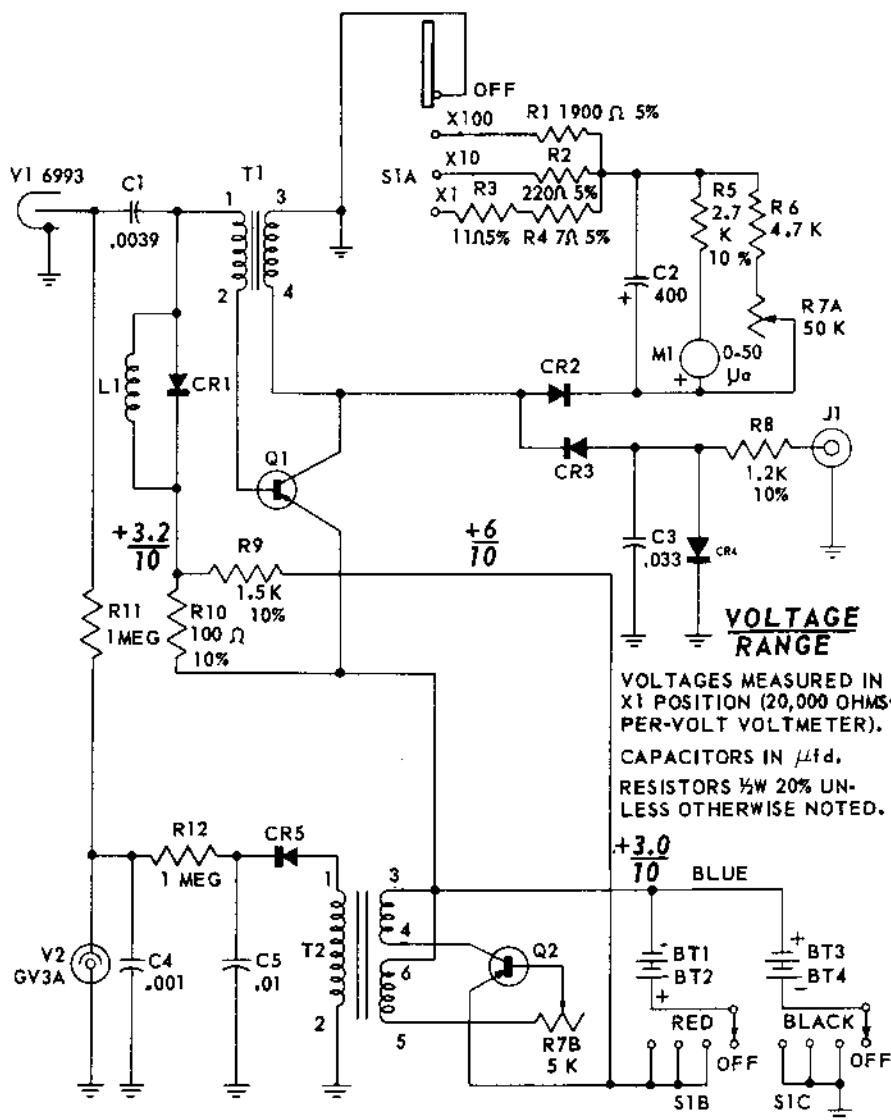 OFF
X100
R1 1900 Ω 5%
V1 6993
C1
.0039
T1
1
3
2
4
S1A
X10
R2
220Ω 5%
X1
R3
11Ω5%
R4 7Ω 5%
R5
2.7
K
10 %
R6
4.7 K
C2
+ 400
R7A
50 K
M1
+
0-50
μa
L1
CR1
CR2
CR3
R8
1.2K
10%
J1
Q1
+3.2
10
R9
1.5K
10%
+6
10
C3
.033
CR4
R11
1MEG
R10
100 Ω
10%
VOLTAGE
RANGE
VOLTAGES MEASURED IN
X1 POSITION (20,000 OHMS-
PER-VOLT VOLTMETER).
CAPACITORS IN μfd.
RESISTORS ½W 20% UN-
LESS OTHERWISE NOTED.
R12
1 MEG
CR5
+3.0
10
BLUE
1
3
T2
4
6
2
5
Q2
R7B
5 K
V2
GV3A
C4
.001
C5
.01
-
BT1
BT2
+
+
BT3
BT4
-
RED
OFF
BLACK
OFF
S1B
S1C